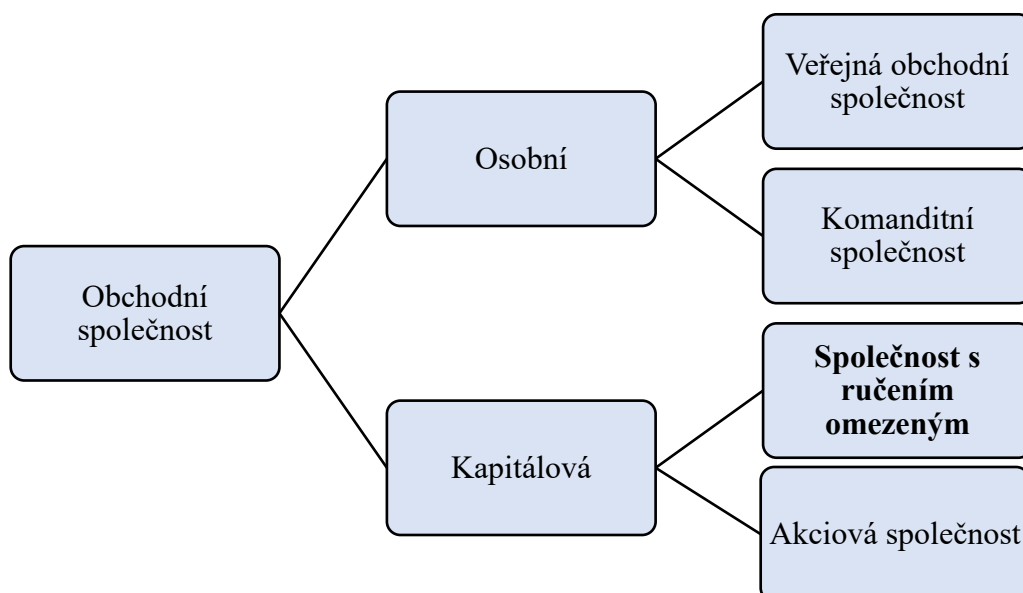 Obchodní
společnost
Osobní
Veřejná obchodní
společnost
Komanditní
společnost
Kapitálová
Společnost s
ručením
omezeným
Akciová společnost